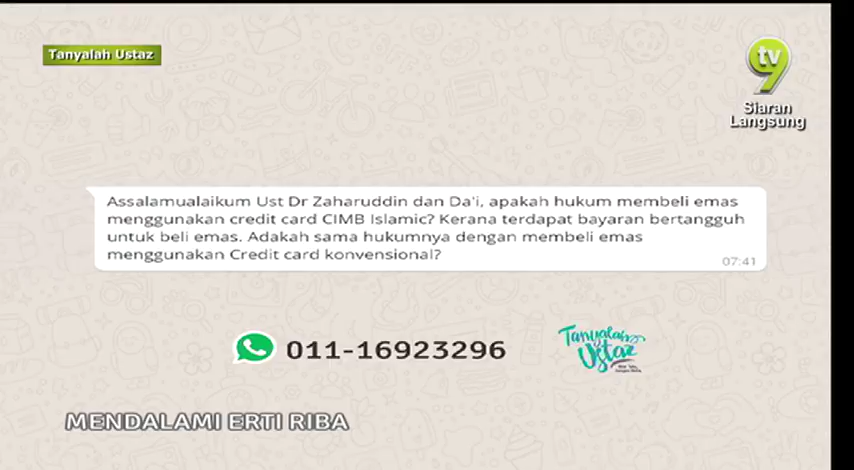 Tanyalah Ustaz
tv
9
Siaran
Langsung
Assalamualaikum Ust Dr Zaharuddin dan Da'i, apakah hukum membeli emas
menggunakan credit card CIMB Islamic? Kerana terdapat bayaran bertangguh
untuk beli emas. Adakah sama hukumnya dengan membeli emas
menggunakan Credit card konvensional?
07:41
011-16923296
Tanyalah
Ustaz
MENDALAMI ERTI RIBA